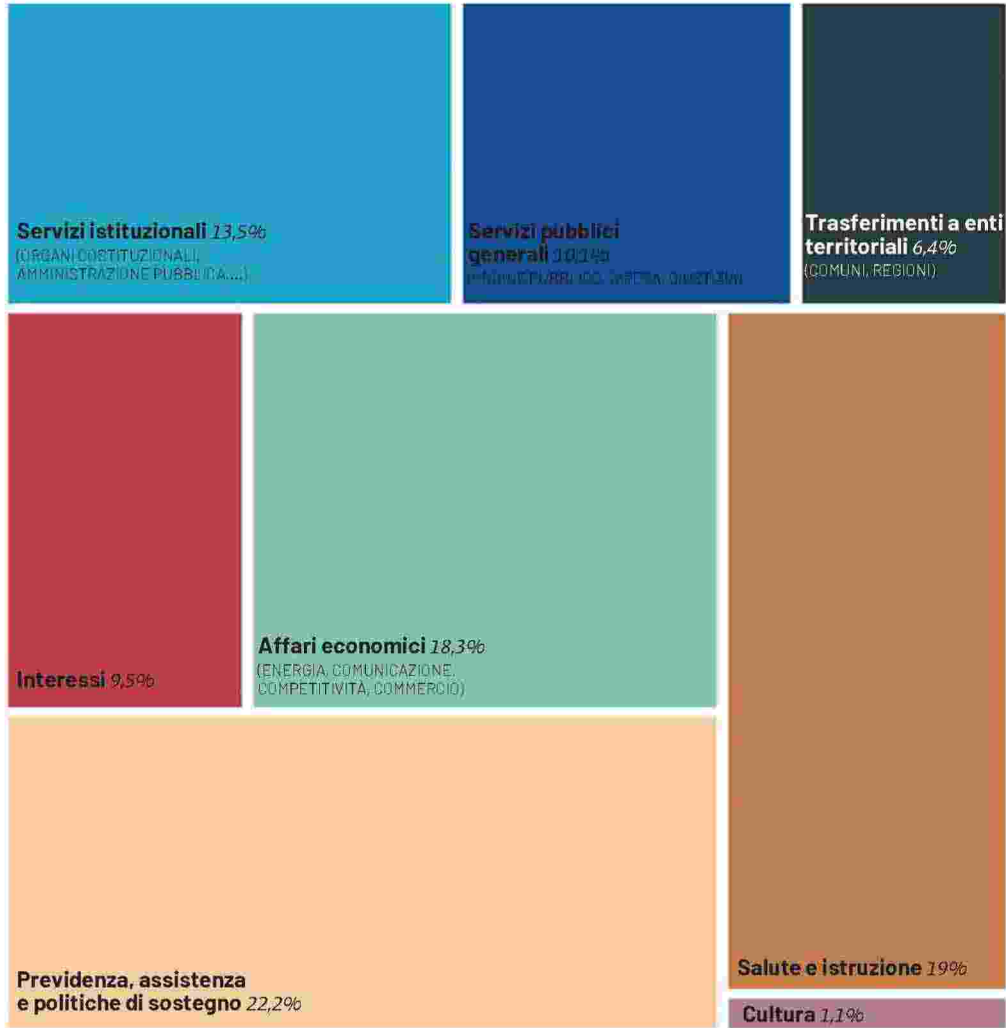 Servizi istituzionali 13,5%
(ORGANI COSTITUZIONALI,
AMMINISTRAZIONE PUBBLICA...)
Servizi pubblici
generali 10,1%
Trasferimenti a enti
territoriali 6,4%
(COMUNI, REGIONI)
Interessi 9,5%
Affari economici 18,3%
(ENERGIA, COMUNICAZIONE,
COMPETITIVITÀ, COMMERCIO)
Previdenza, assistenza
e politiche di sostegno 22,2%
Salute e istruzione 19%
Cultura 1,1%